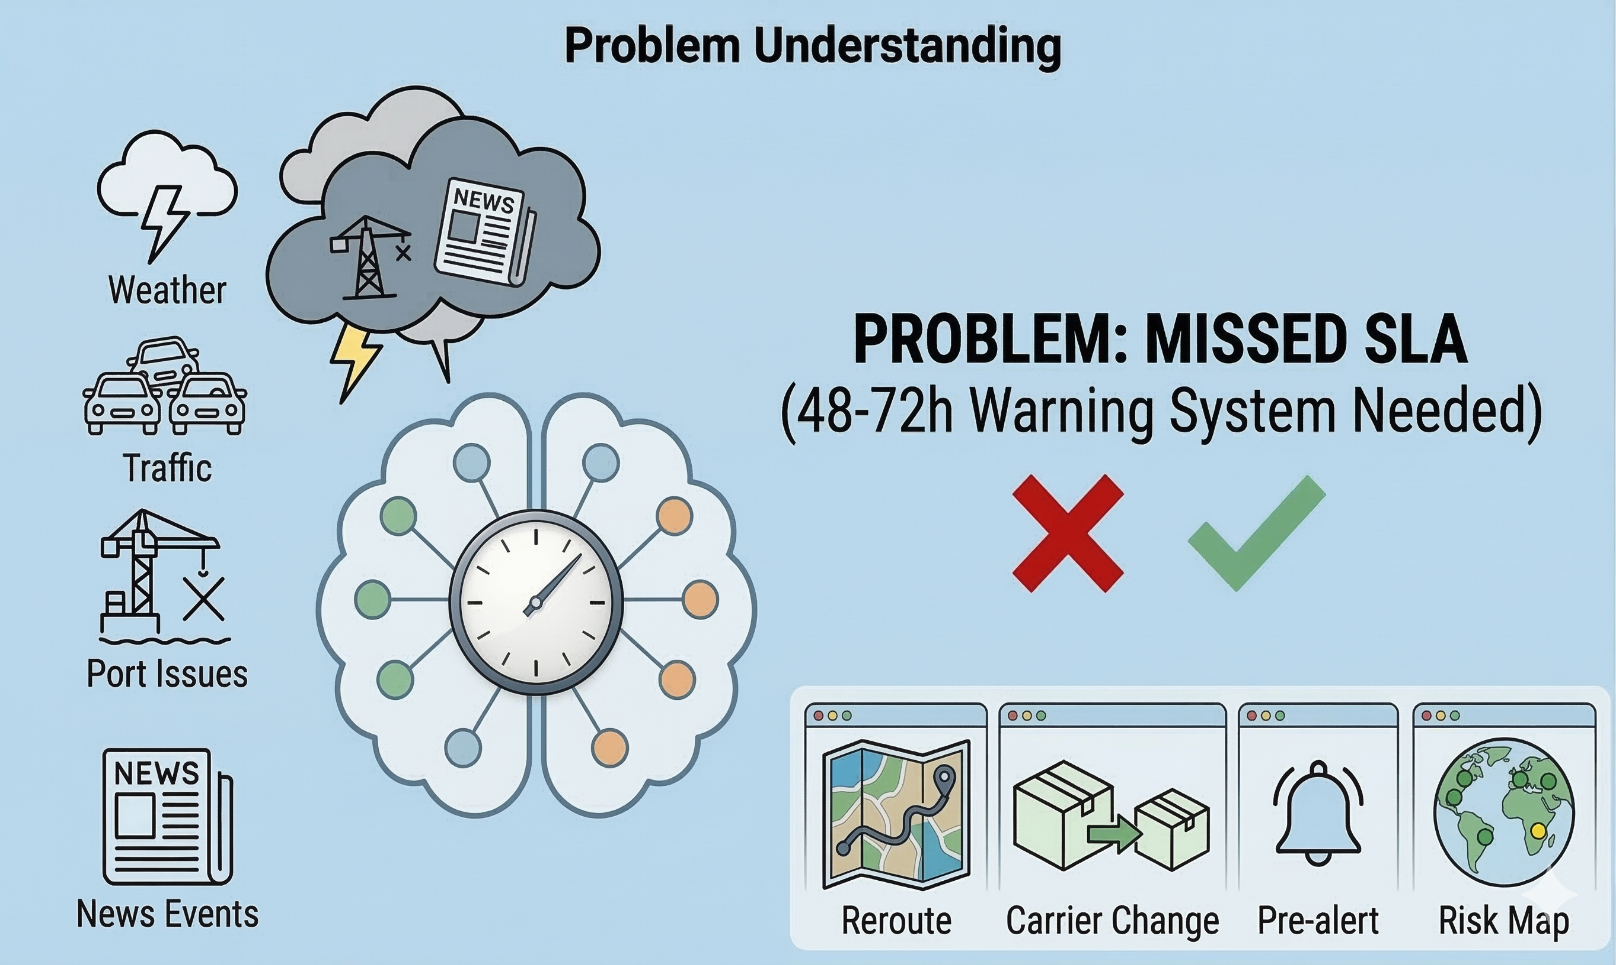 Problem Understanding
NEWS
Weather
Traffic
Port Issues
NEWS
News Events
PROBLEM: MISSED SLA
(48-72h Warning System Needed)
Reroute
Carrier Change
Pre-alert
Risk Map